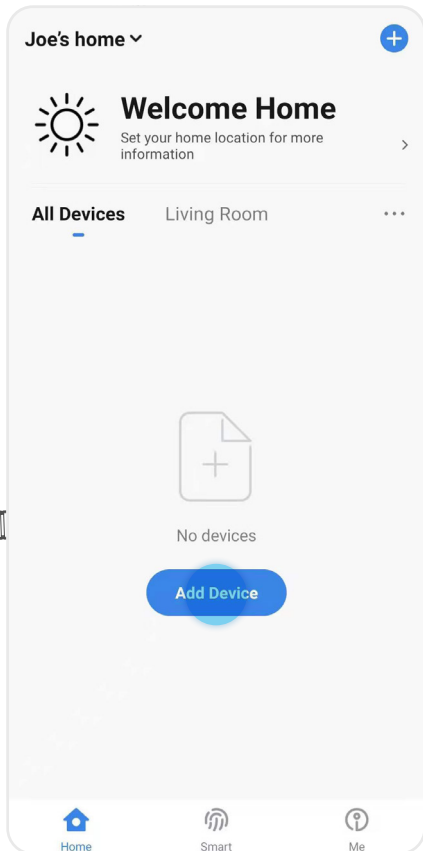 Joe's home
Welcome Home
Set your home location for more
information
All Devices
Living Room
No devices
Add Device
Home
Smart
Me